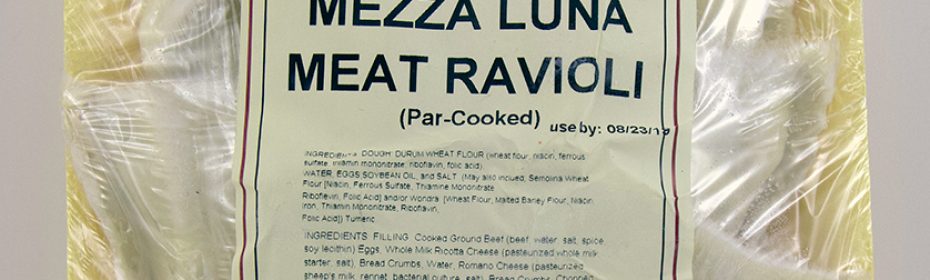 MEZZA LUNA
MEAT RAVIOLI
(Par-Cooked) use by: 08/23/19
INGREDIENTS DOUGH: DURUM WHEAT FLOUR (wheat flour, niacin, ferrous
sulfate, thiamin mononitrate, riboflavin, folic acid)
WATER, EGGS, SOYBEAN OIL, and SALT (May also includ, Semolina Wheat
Flour [Niacin, Ferrous Sulfate, Thiamine Mononitrate
Riboflavin, Folic Acid] and/or Wondra [Wheat Flour, Malted Barley Flour, Niacin,
Iron, Thiamin Mononitrate, Riboflavin,
Folic Acid]) Tumeric
INGREDIENTS FILLING Cooked Ground Beef (beef, water, salt, spice
soy lecithin) Eggs, Whole Milk Ricotta Cheese (pasteurized whole milk
starter, salt), Bread Crumbs, Water, Romano Cheese (pasteurized
sheep's milk, rennet, bacterial culture, salt), Bread Crumbs, Chopped